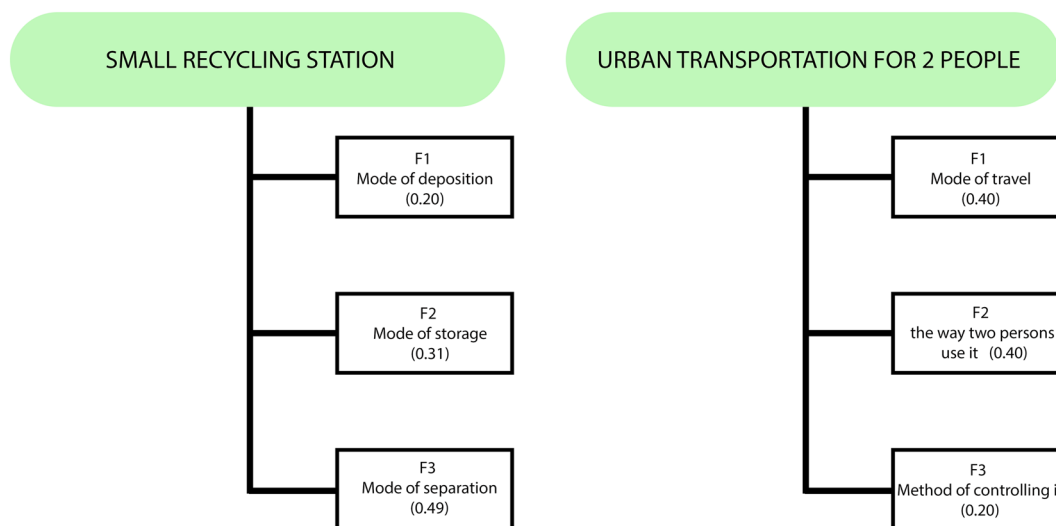 SMALL RECYCLING STATION
F1
Mode of deposition
(0.20)
F2
Mode of storage
(0.31)
F3
Mode of separation
(0.49)
URBAN TRANSPORTATION FOR 2 PEOPLE
F1
Mode of travel
(0.40)
F2
the way two persons
use it (0.40)
F3
Method of controlling
(0.20)